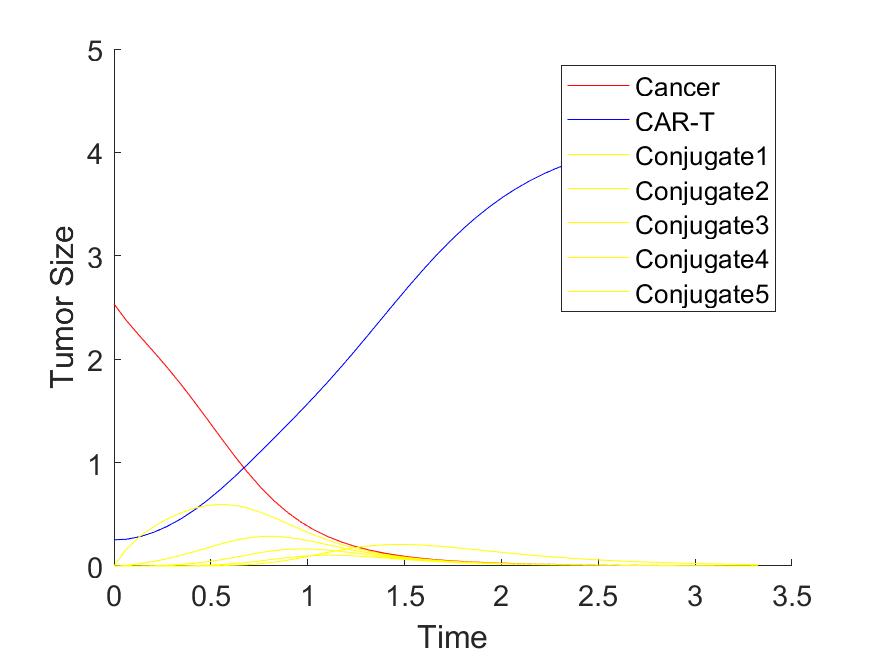 5
4
3
2
1
0
Tumor Size
Cancer
CAR-T
Conjugate1
Conjugate2
Conjugate3
Conjugate4
Conjugate5
0 0.5 1 1.5 2 2.5 3 3.5
Time